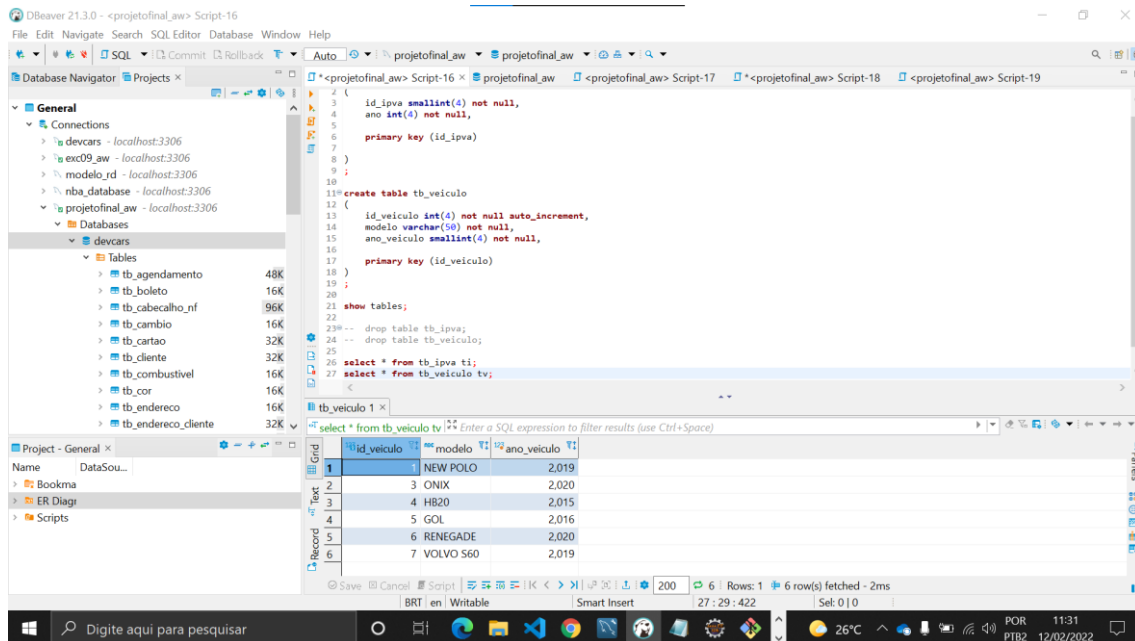 DBeaver 21.3.0 - <projetofinal_aw> Script-16
File Edit Navigate Search SQL Editor Database Window Help
SQL Commit Rollback Auto projetofinal_aw projetofinal_aw
Database Navigator Projects
*<projetofinal_aw> Script-16 projetofinal_aw <projetofinal_aw> Script-17 *<projetofinal_aw> Script-18 <projetofinal_aw> Script-19
General
Connections
devcars - localhost:3306
exc09_aw - localhost:3306
modelo_rd - localhost:3306
nba_database - localhost:3306
projetofinal_aw - localhost:3306
Databases
devcars
Tables
tb_agendamento 48K
tb_boleto 16K
tb_cabecalho_nf 96K
tb_cambio 16K
tb_cartao 32K
tb_cliente 32K
tb_combustivel 16K
tb_cor 16K
tb_endereco 16K
tb_endereco_cliente 32K
2 (
3 id_ipva smallint(4) not null,
4 ano int(4) not null,
5
6 primary key (id_ipva)
7
8 )
9 ;
10
11 create table tb_veiculo
12 (
13 id_veiculo int(4) not null auto_increment,
14 modelo varchar(50) not null,
15 ano_veiculo smallint(4) not null,
16
17 primary key (id_veiculo)
18 )
19 ;
20
21 show tables;
22
23 -- drop table tb_ipva;
24 -- drop table tb_veiculo;
25
26 select * from tb_ipva ti;
27 select * from tb_veiculo tv;
Project - General
Name DataSou...
Bookma
ER Diagr
Scripts
tb_veiculo 1
select * from tb_veiculo tv Enter a SQL expression to filter results (use Ctrl+Space)
Grid
Text
Record
id_veiculo modelo 123 ano_veiculo
1 1 NEW POLO 2,019
2 3 ONIX 2,020
3 4 HB20 2,015
4 5 GOL 2,016
5 6 RENEGADE 2,020
6 7 VOLVO S60 2,019
Save Cancel Script 200 6 Rows: 1 6 row(s) fetched - 2ms
BRT en Writable Smart Insert 27 : 29 : 422 Sel: 0 | 0
Digite aqui para pesquisar 26°C POR 11:31
PTB2 12/02/2022